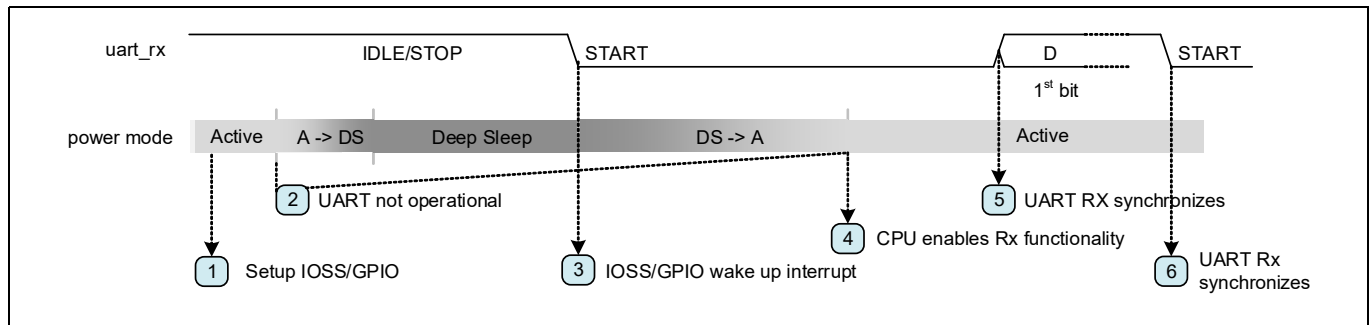 uart_rx
IDLE/STOP
START
D
START
1st bit
power mode
Active
A -> DS
Deep Sleep
DS -> A
Active
2 UART not operational
5 UART RX synchronizes
4 CPU enables Rx functionality
1 Setup IOSS/GPIO
3 IOSS/GPIO wake up interrupt
6 UART Rx
synchronizes